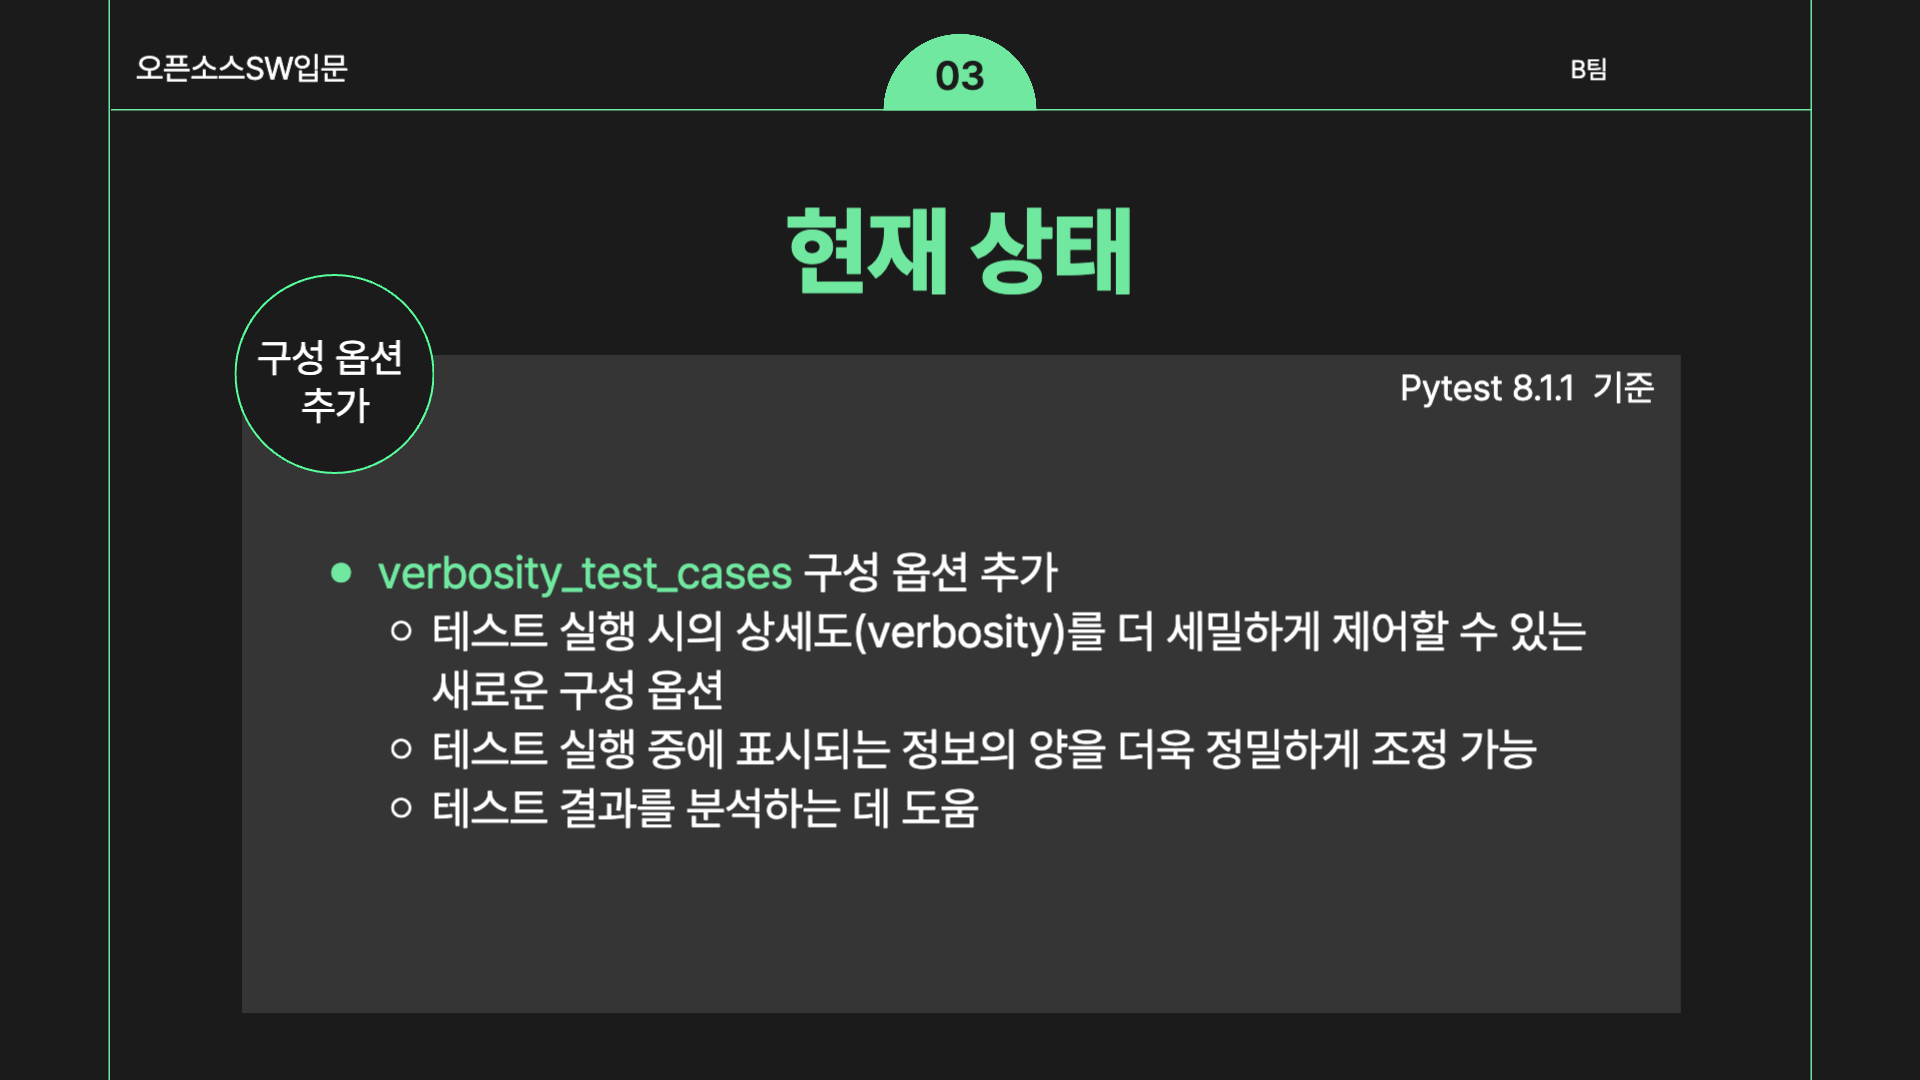 오픈소스SW입문
03
B팀
현재 상태
구성 옵션
추가
Pytest 8.1.1 기준
● verbosity_test_cases 구성 옵션 추가
○ 테스트 실행 시의 상세도(verbosity)를 더 세밀하게 제어할 수 있는
새로운 구성 옵션
○ 테스트 실행 중에 표시되는 정보의 양을 더욱 정밀하게 조정 가능
○ 테스트 결과를 분석하는 데 도움